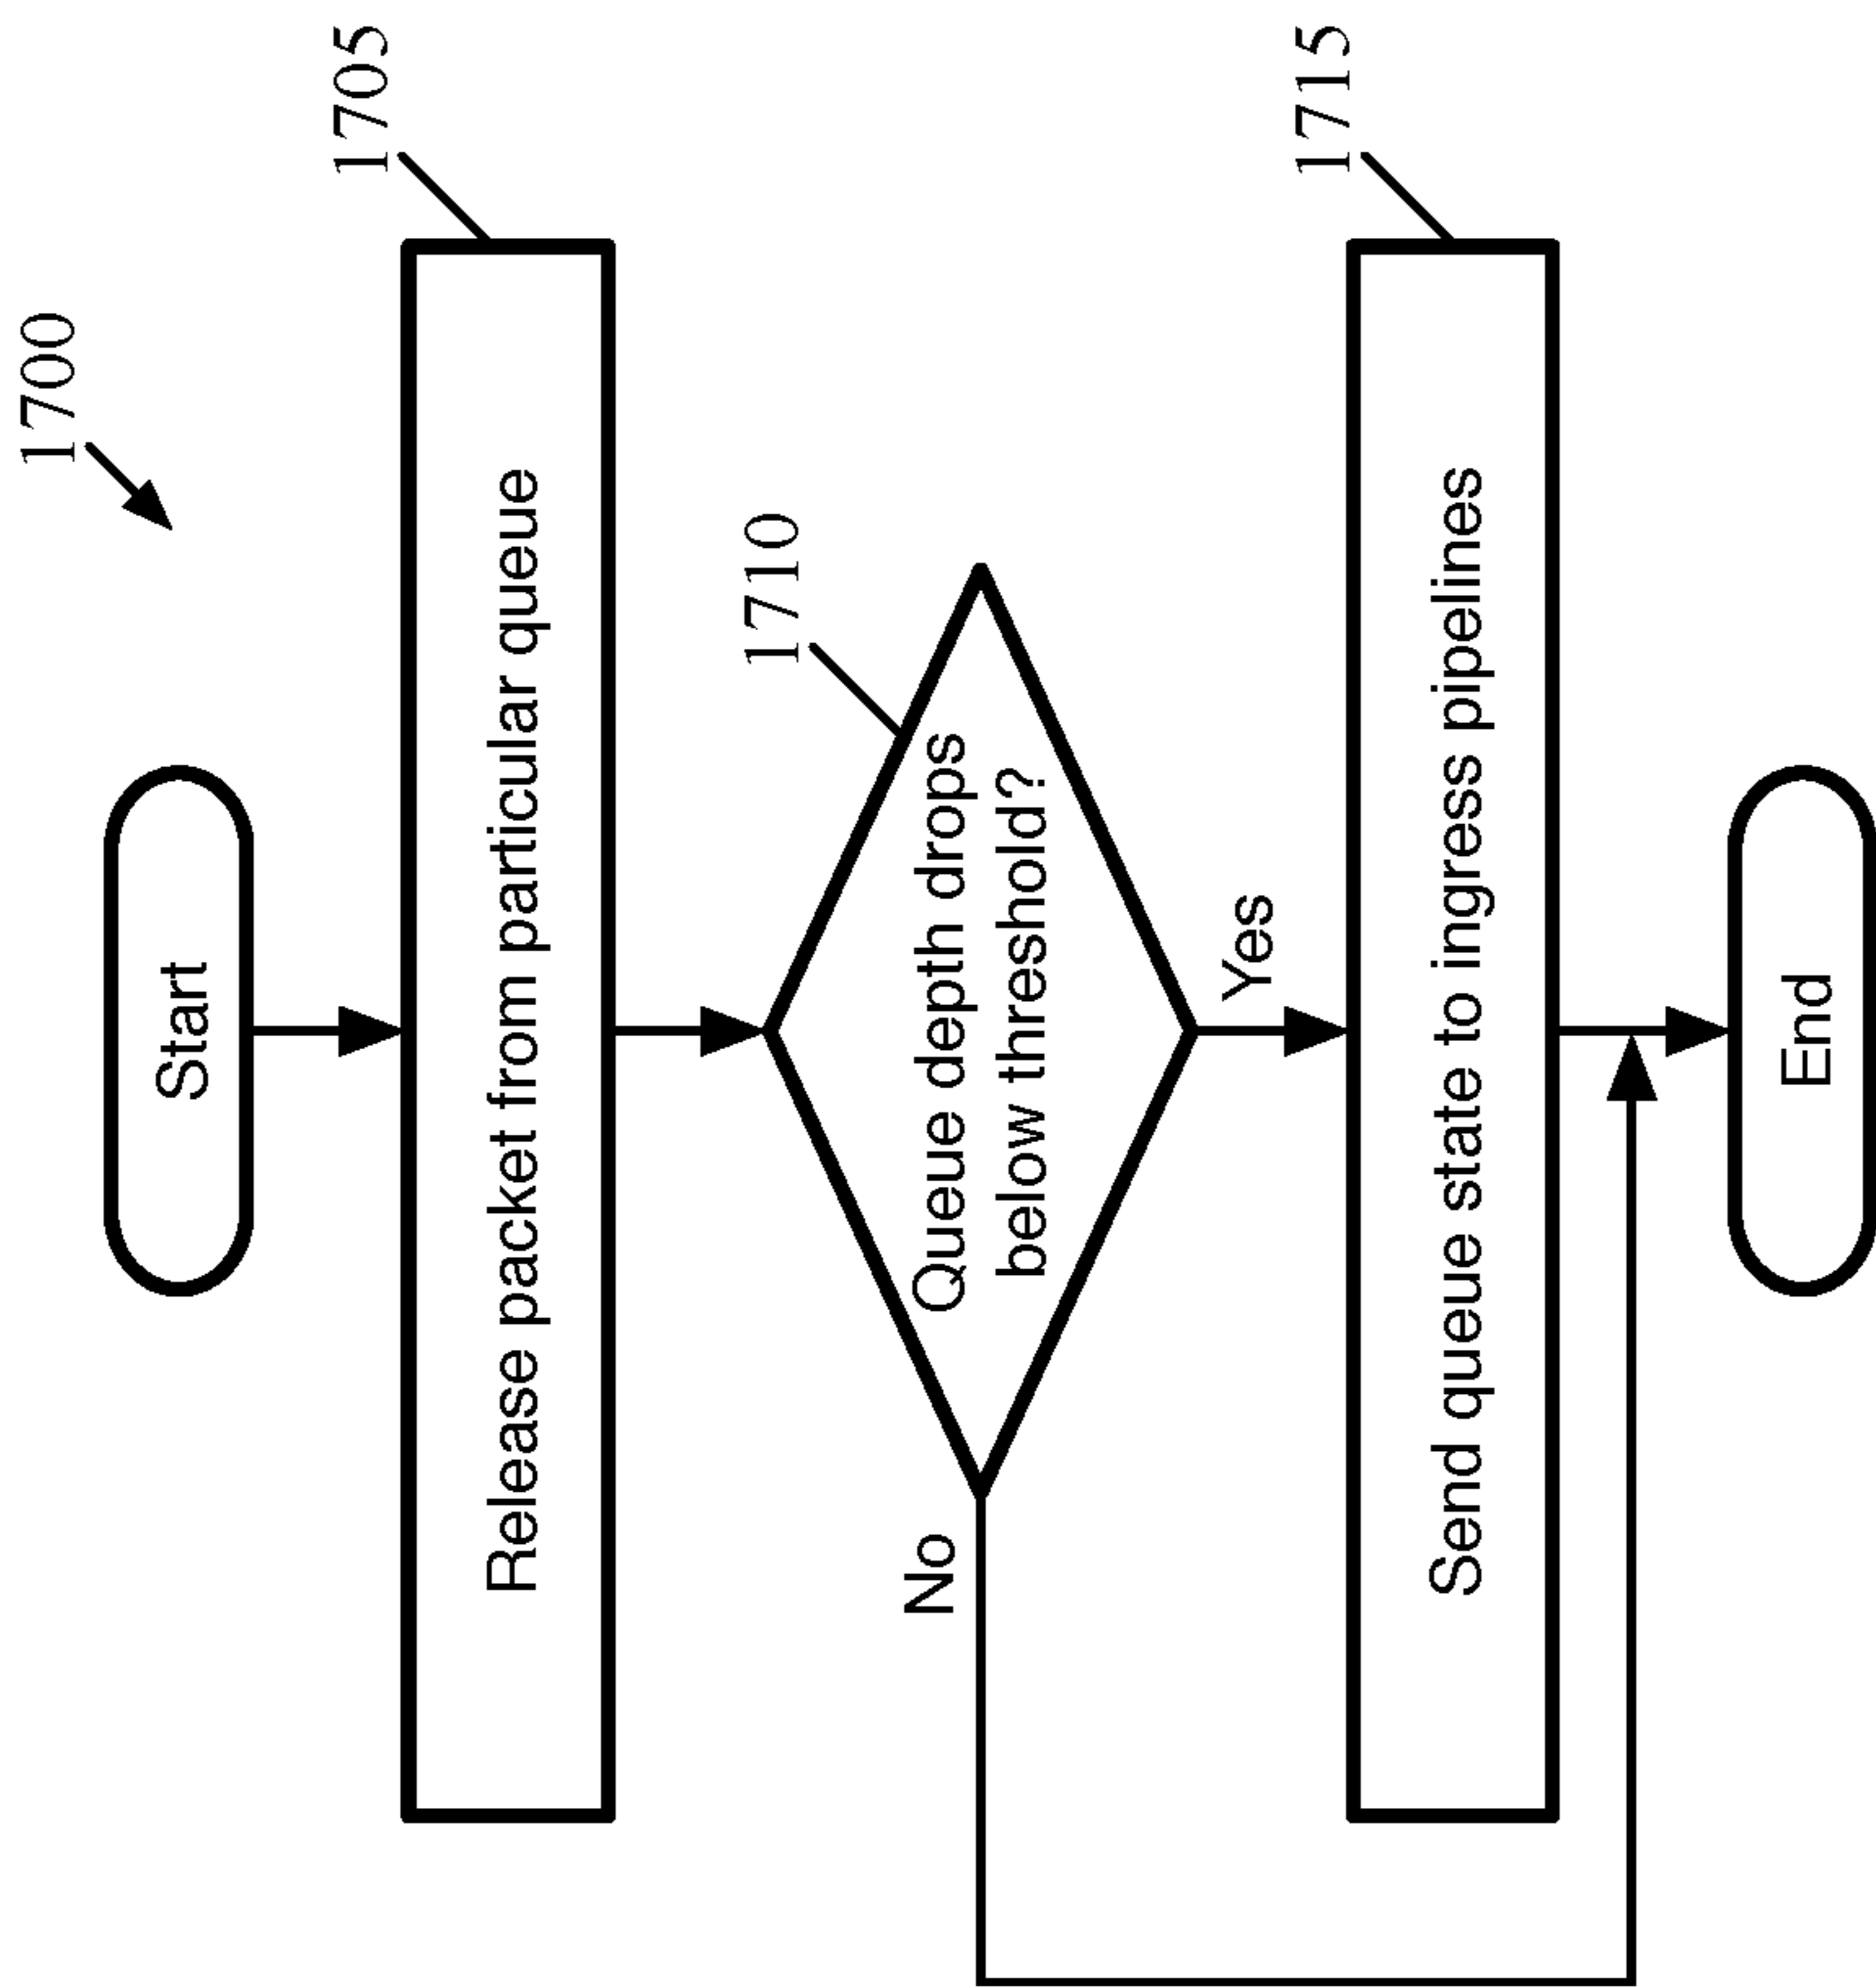 1700
Start
1705
Release packet from particular queue
1710
Queue depth drops
below threshold?
No
Yes
1715
Send queue state to ingress pipelines
End